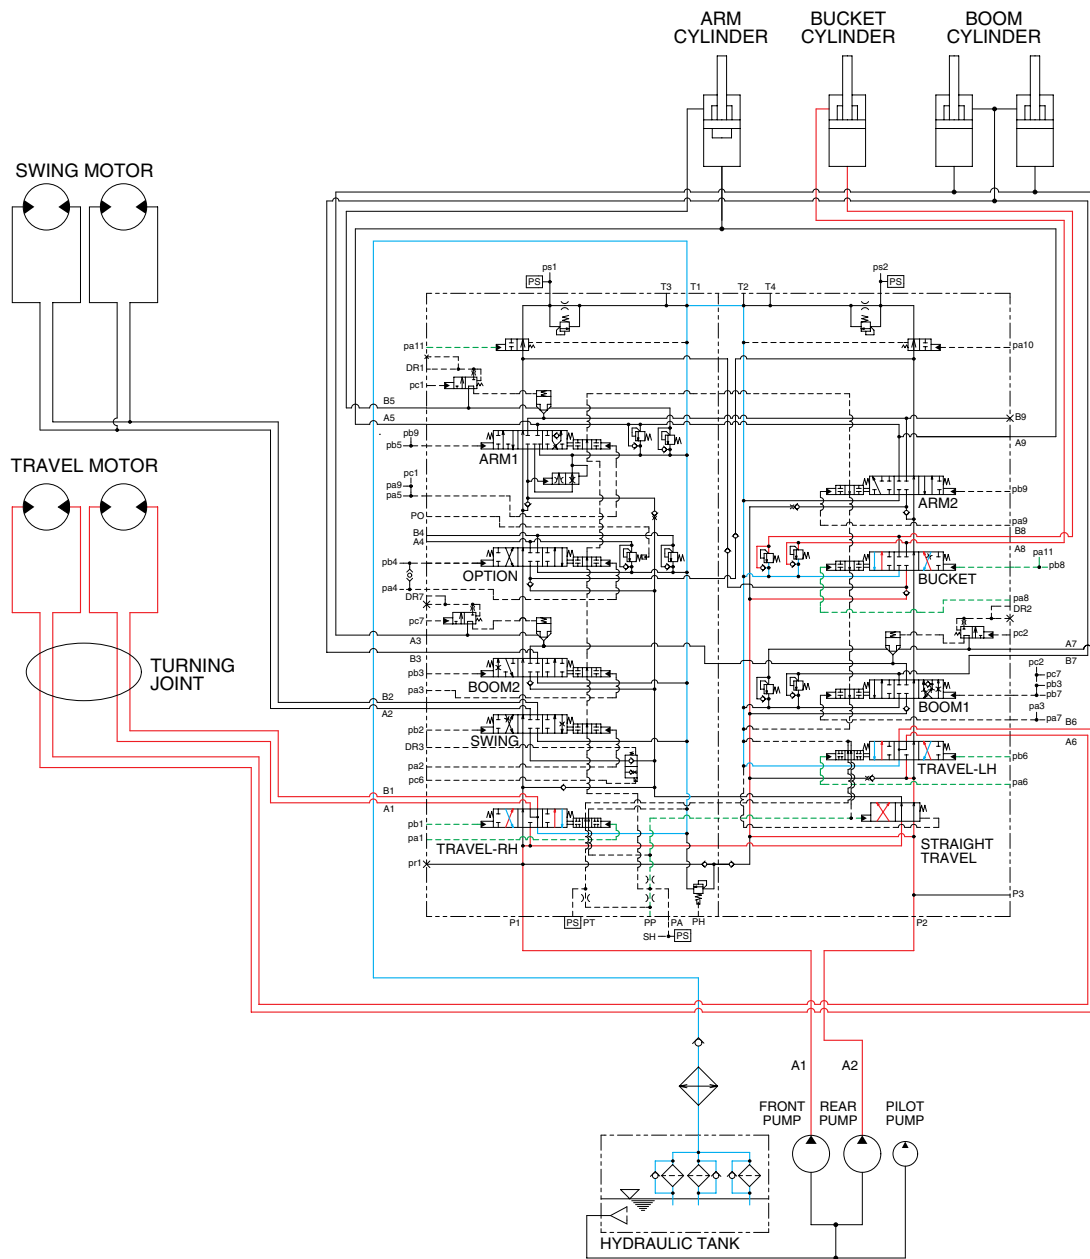 ARM
CYLINDER
BUCKET
CYLINDER
BOOM
CYLINDER
SWING MOTOR
TRAVEL MOTOR
TURNING
JOINT
ps1
PS
T3
T1
T2
T4
ps2
PS
pa11
DR1
pc1
B5
A5
pb9
pb5
ARM1
pc1
pa9
pa5
PO
B4
A4
pb4
OPTION
pa4
DR7
pc7
A3
B3
pb3
BOOM2
pa3
B2
A2
pb2
SWING
DR3
pa2
pc6
B1
A1
pb1
pa1
TRAVEL-RH
pr1
pa10
B9
A9
ARM2
pb9
pa9
B8
A8
pa11
pb8
BUCKET
pa8
DR2
pc2
A7
B7
pc2
pc7
pb3
pb7
BOOM1
pa3
pa7
B6
A6
TRAVEL-LH
pb6
pa6
STRAIGHT
TRAVEL
P3
P1
PS
PT
PP
PA
PH
P2
SH
PS
A1
A2
FRONT
PUMP
REAR
PUMP
PILOT
PUMP
HYDRAULIC TANK